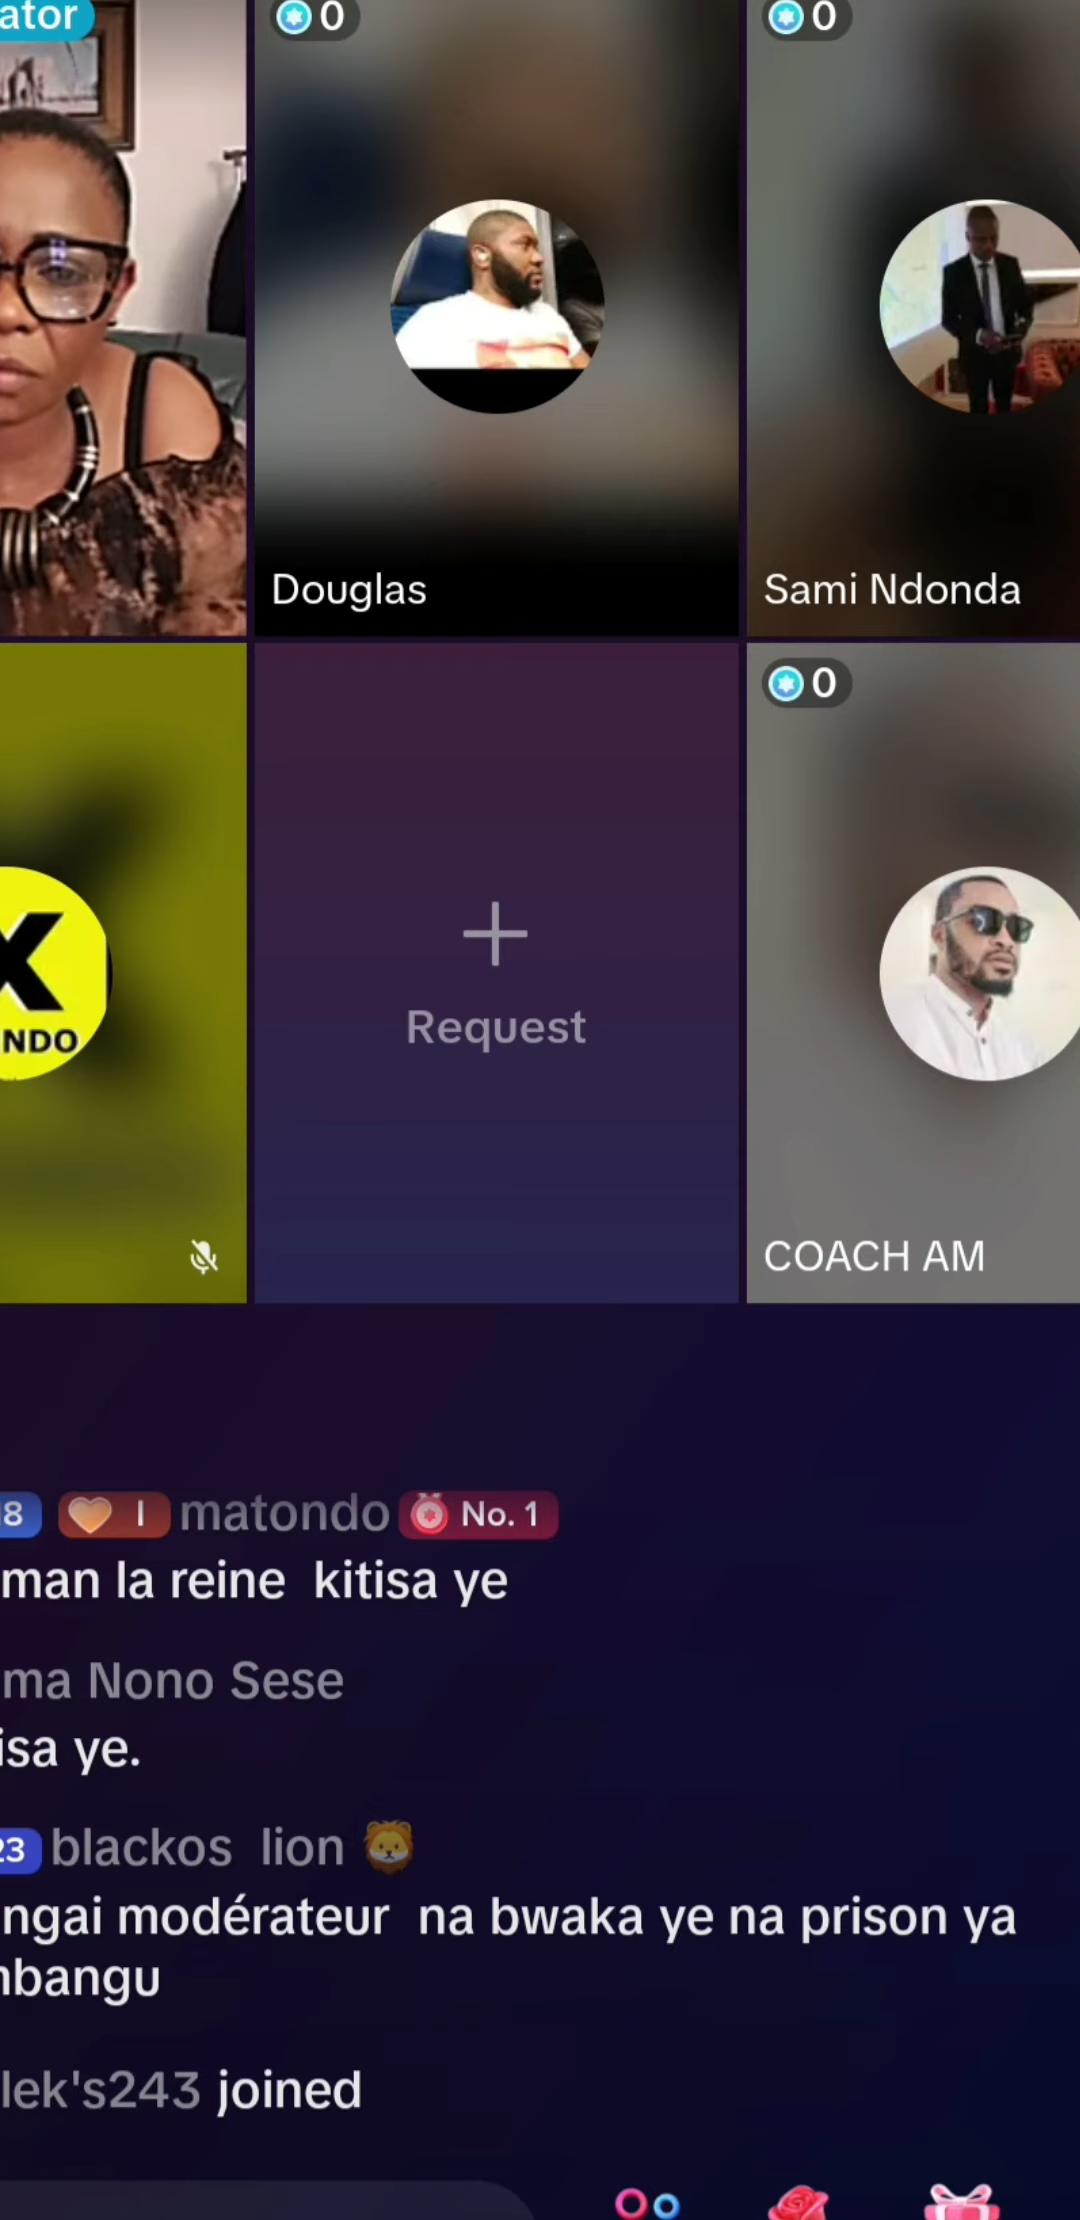 ator
0
0
Douglas
Sami Ndonda
0
X
NDO
Request
COACH AM
8 I matondo No. 1
man la reine kitisa ye
ma Nono Sese
isa ye.
23 blackos lion
ngai modérateur na bwaka ye na prison ya
mbangu
lek's243 joined